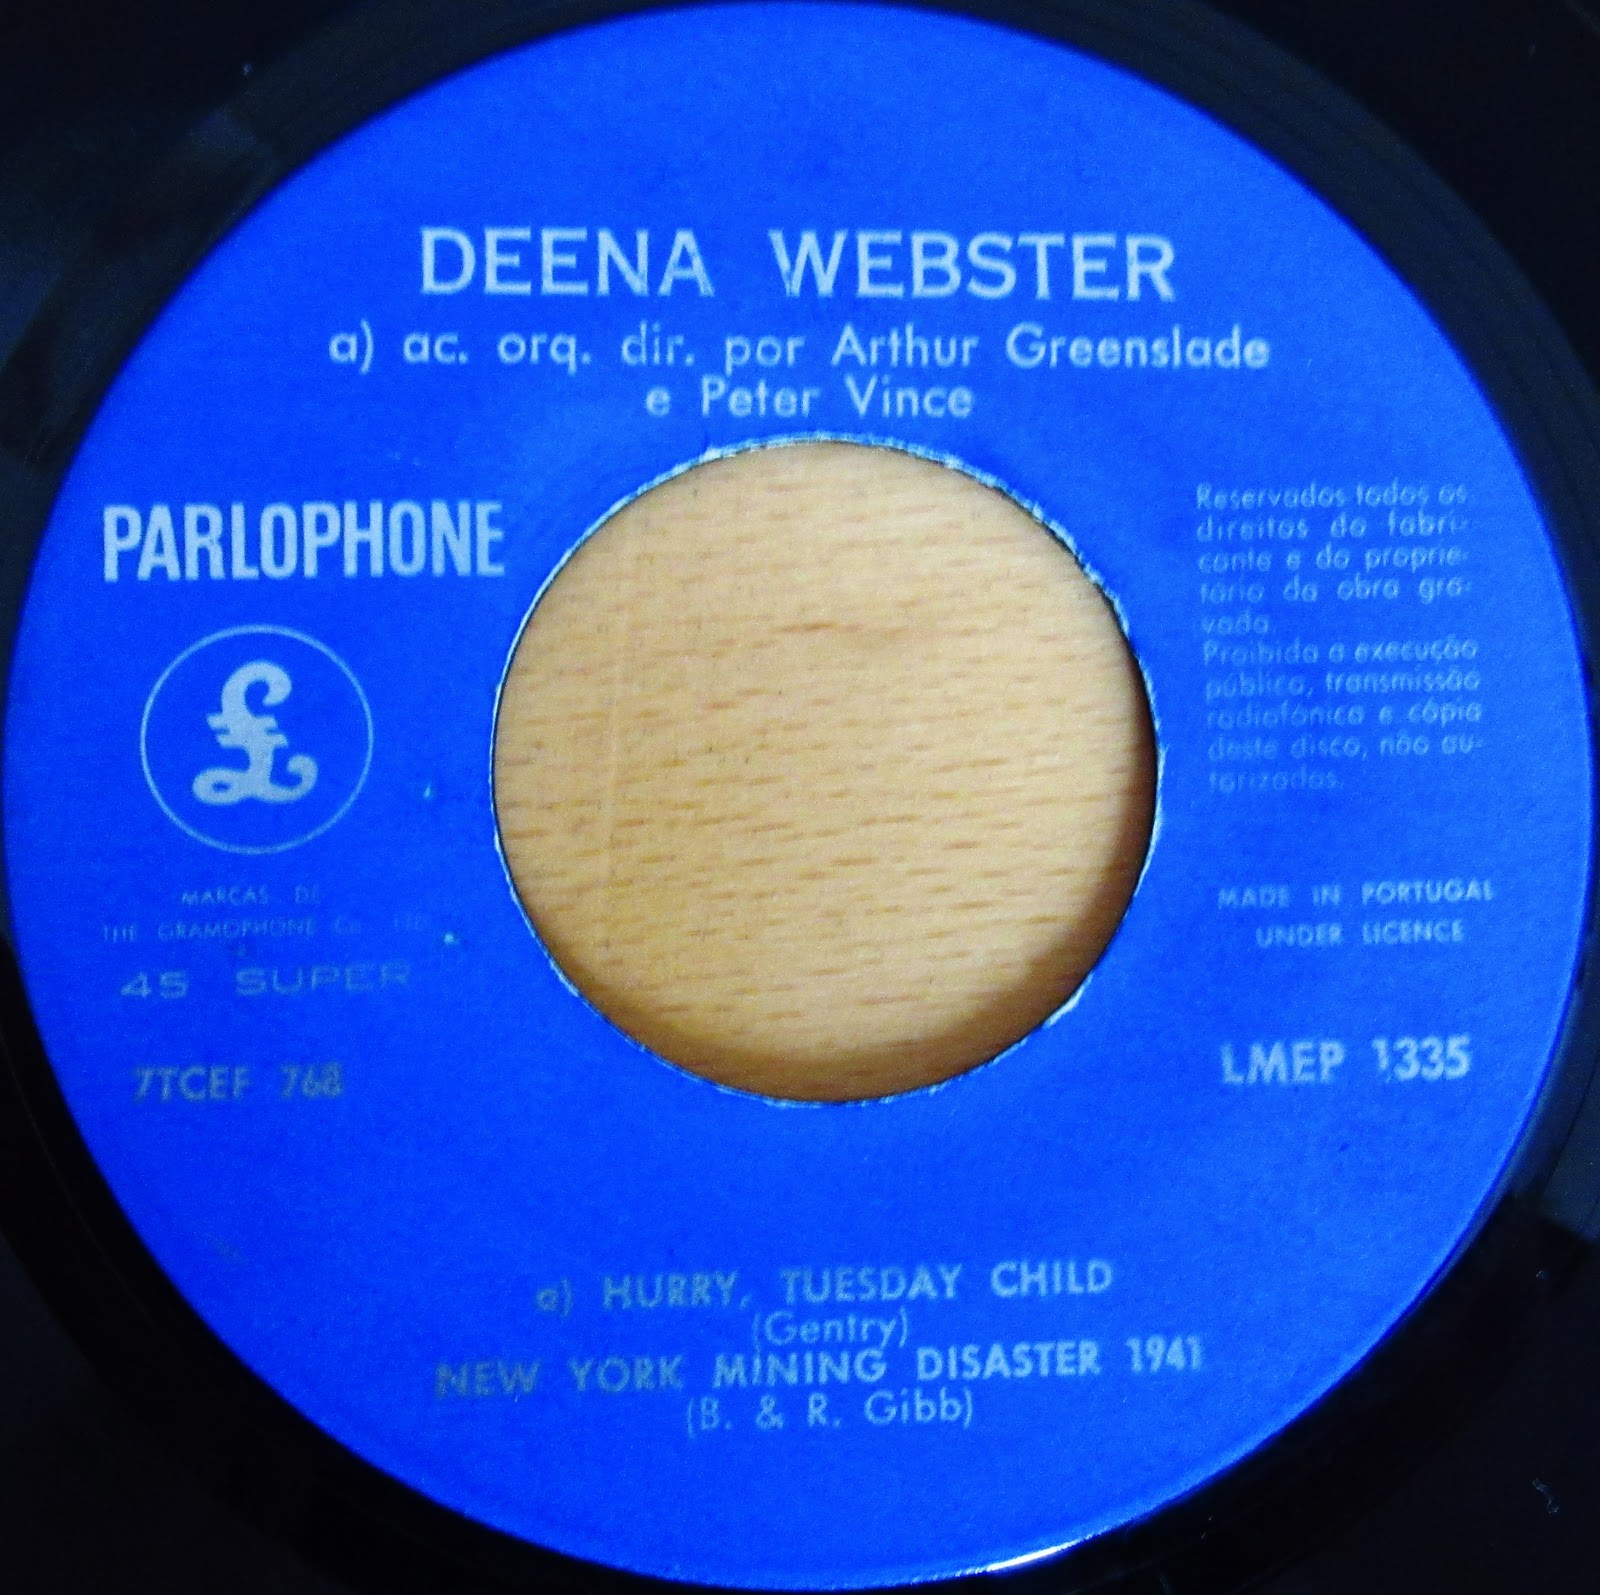 DEENA WEBSTER
a) ac. orq. dir. por Arthur Greenslade
e Peter Vince
PARLOPHONE
£
MARCAS DE
THE GRAMOPHONE Co. LTD
45 SUPER
7TCEF 768
Reservados todos os
direitos do fabri-
cante e do proprie-
tário da obra gra-
vada.
Proibida a execução
pública, transmissão
radiofónica e cópia
deste disco, não au-
torizadas.
MADE IN PORTUGAL
UNDER LICENCE
LMEP 1335
a) HURRY, TUESDAY CHILD
(Gentry)
NEW YORK MINING DISASTER 1941
(B. & R. Gibb)